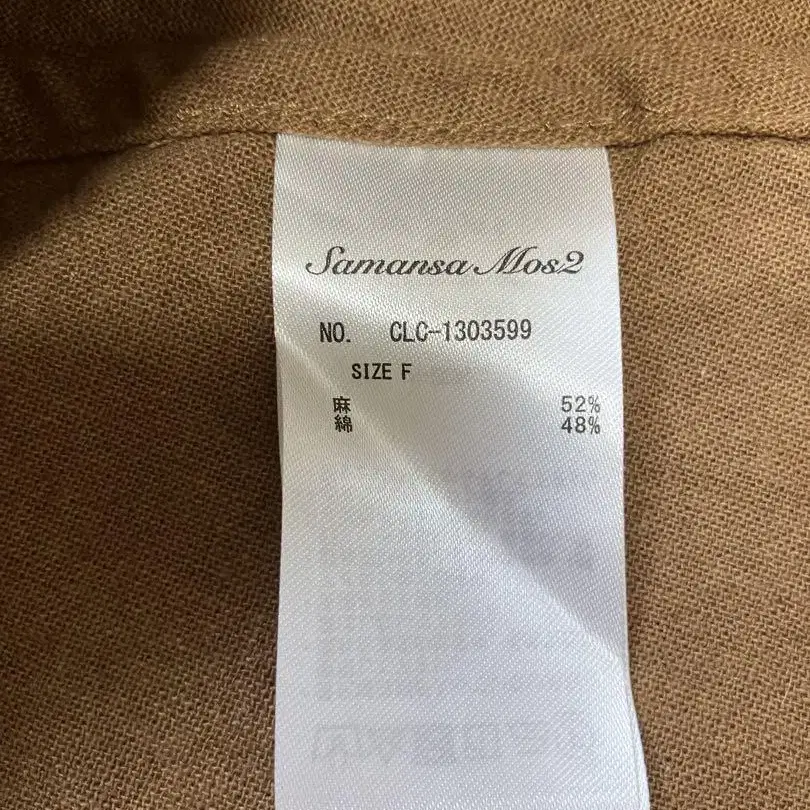 Samansa Mos2
NO. CLC-1303599
SIZE F
麻 52%
綿 48%